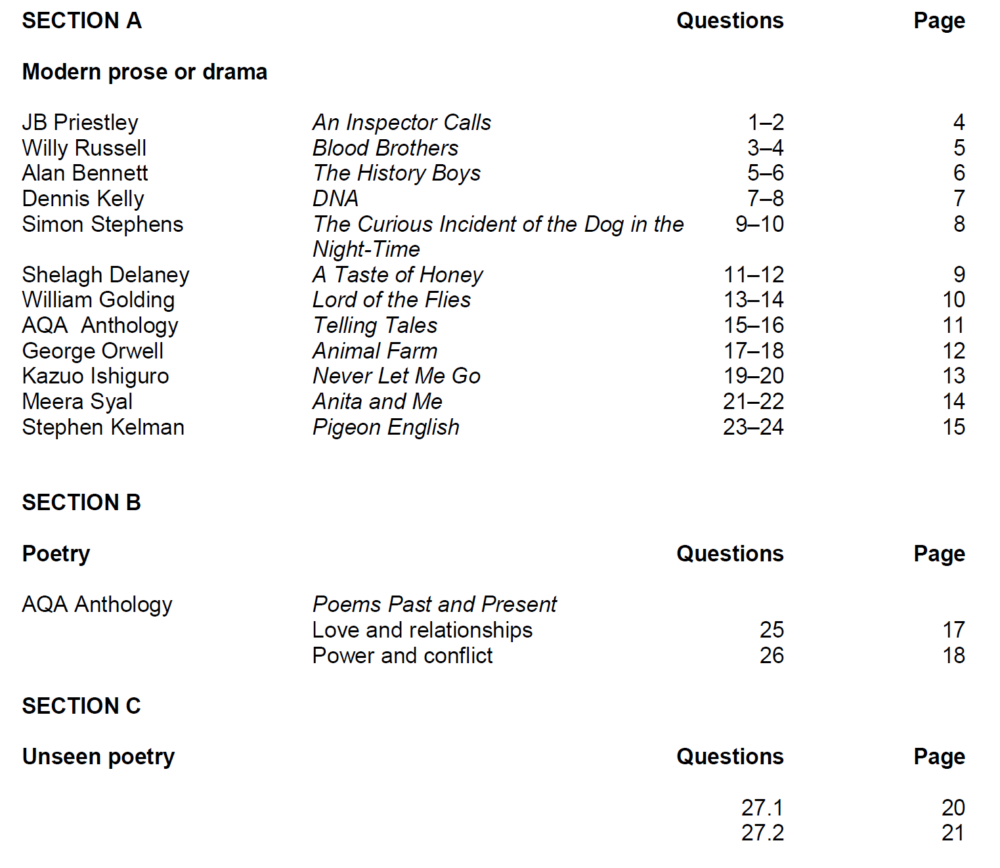 SECTION A Questions Page
Modern prose or drama
JB Priestley An Inspector Calls 1–2 4
Willy Russell Blood Brothers 3–4 5
Alan Bennett The History Boys 5–6 6
Dennis Kelly DNA 7–8 7
Simon Stephens The Curious Incident of the Dog in the 9–10 8
Night-Time
Shelagh Delaney A Taste of Honey 11–12 9
William Golding Lord of the Flies 13–14 10
AQA Anthology Telling Tales 15–16 11
George Orwell Animal Farm 17–18 12
Kazuo Ishiguro Never Let Me Go 19–20 13
Meera Syal Anita and Me 21–22 14
Stephen Kelman Pigeon English 23–24 15
SECTION B
Poetry Questions Page
AQA Anthology Poems Past and Present
Love and relationships 25 17
Power and conflict 26 18
SECTION C
Unseen poetry Questions Page
27.1 20
27.2 21